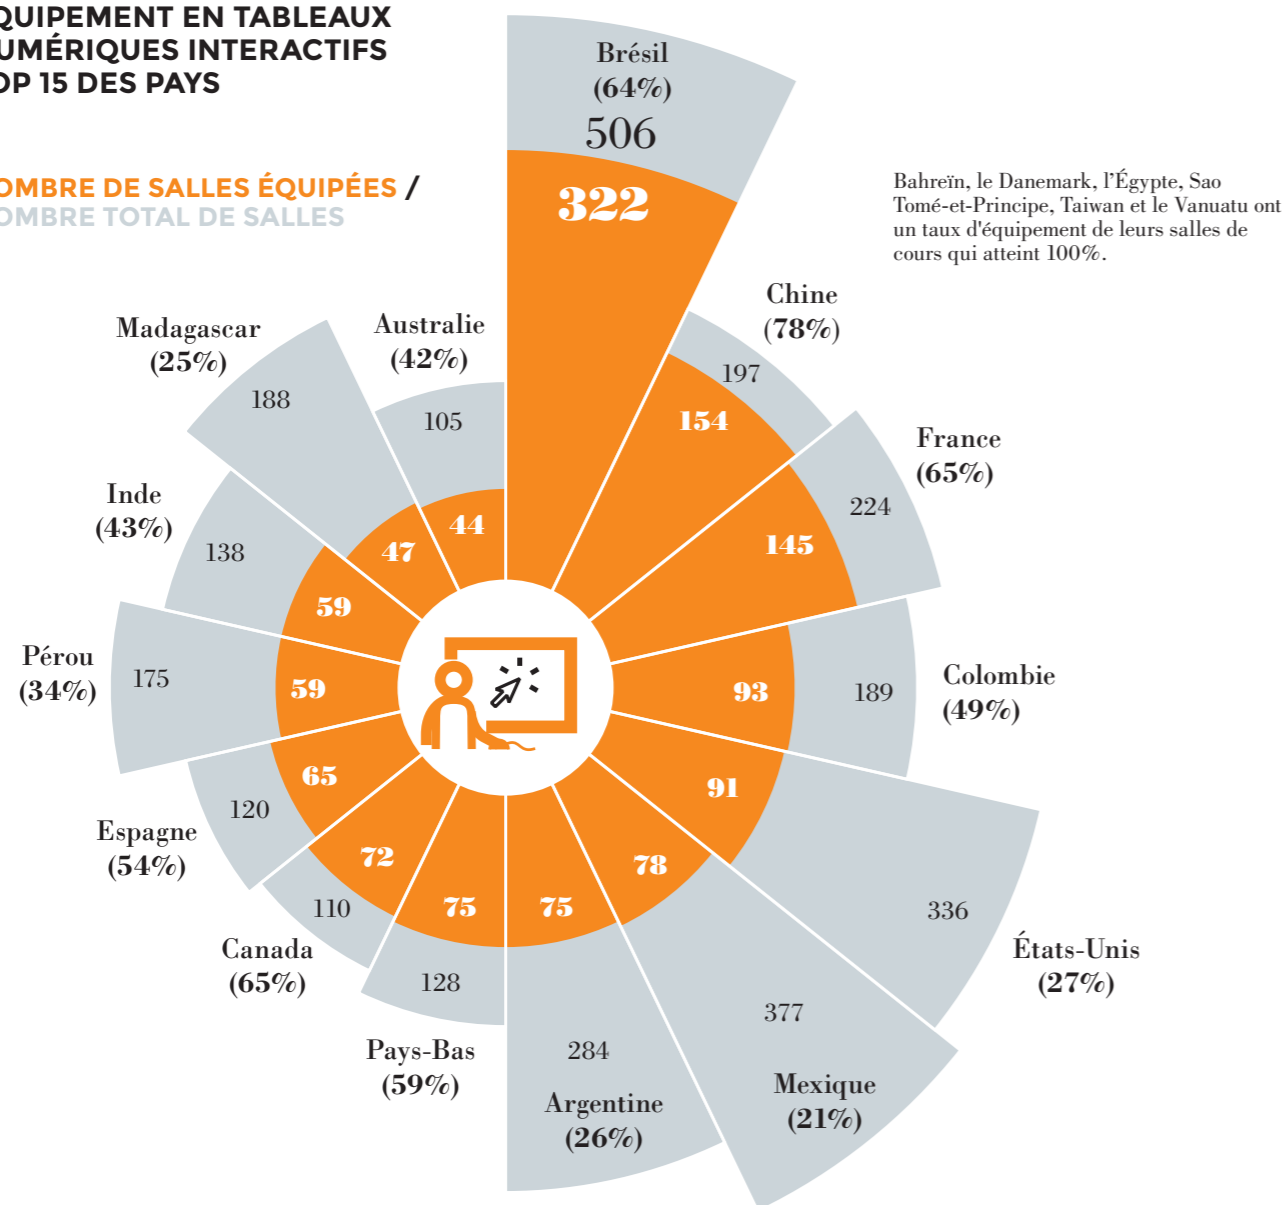 QUIPEMENT EN TABLEAUX
UMÉRIQUES INTERACTIFS
OP 15 DES PAYS
OMBRE DE SALLES ÉQUIPÉES /
OMBRE TOTAL DE SALLES
Bahreïn, le Danemark, l'Égypte, Sao
Tomé-et-Principe, Taiwan et le Vanuatu ont
un taux d'équipement de leurs salles de
cours qui atteint 100%.
Brésil
(64%)
506
322
Chine
(78%)
197
154
France
(65%)
224
145
Colombie
(49%)
189
93
États-Unis
(27%)
336
91
Mexique
(21%)
377
78
Argentine
(26%)
284
75
Pays-Bas
(59%)
128
75
Canada
(65%)
110
72
Espagne
(54%)
120
65
Pérou
(34%)
175
59
Inde
(43%)
138
59
Madagascar
(25%)
188
47
Australie
(42%)
105
44